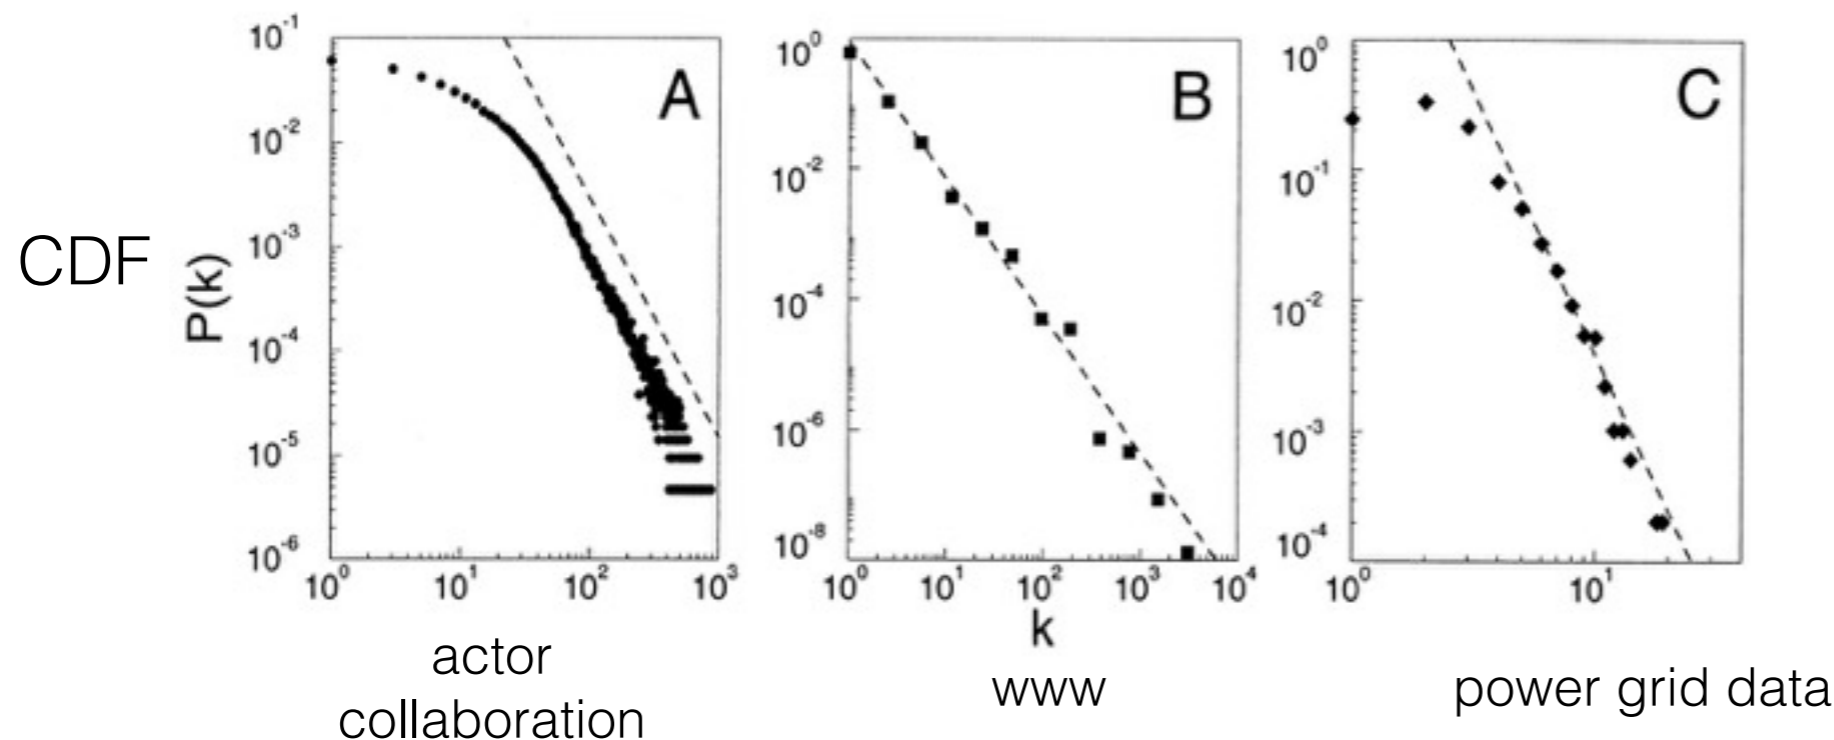 CDF
P(k)
10^-1
10^-2
10^-3
10^-4
10^-5
10^-6
10^0 10^1 10^2 10^3
A
10^0
10^-2
10^-4
10^-6
10^-8
10^0 10^1 10^2 10^3 10^4
B
k
10^0
10^-1
10^-2
10^-3
10^-4
10^0 10^1
C
actor
collaboration
www
power grid data